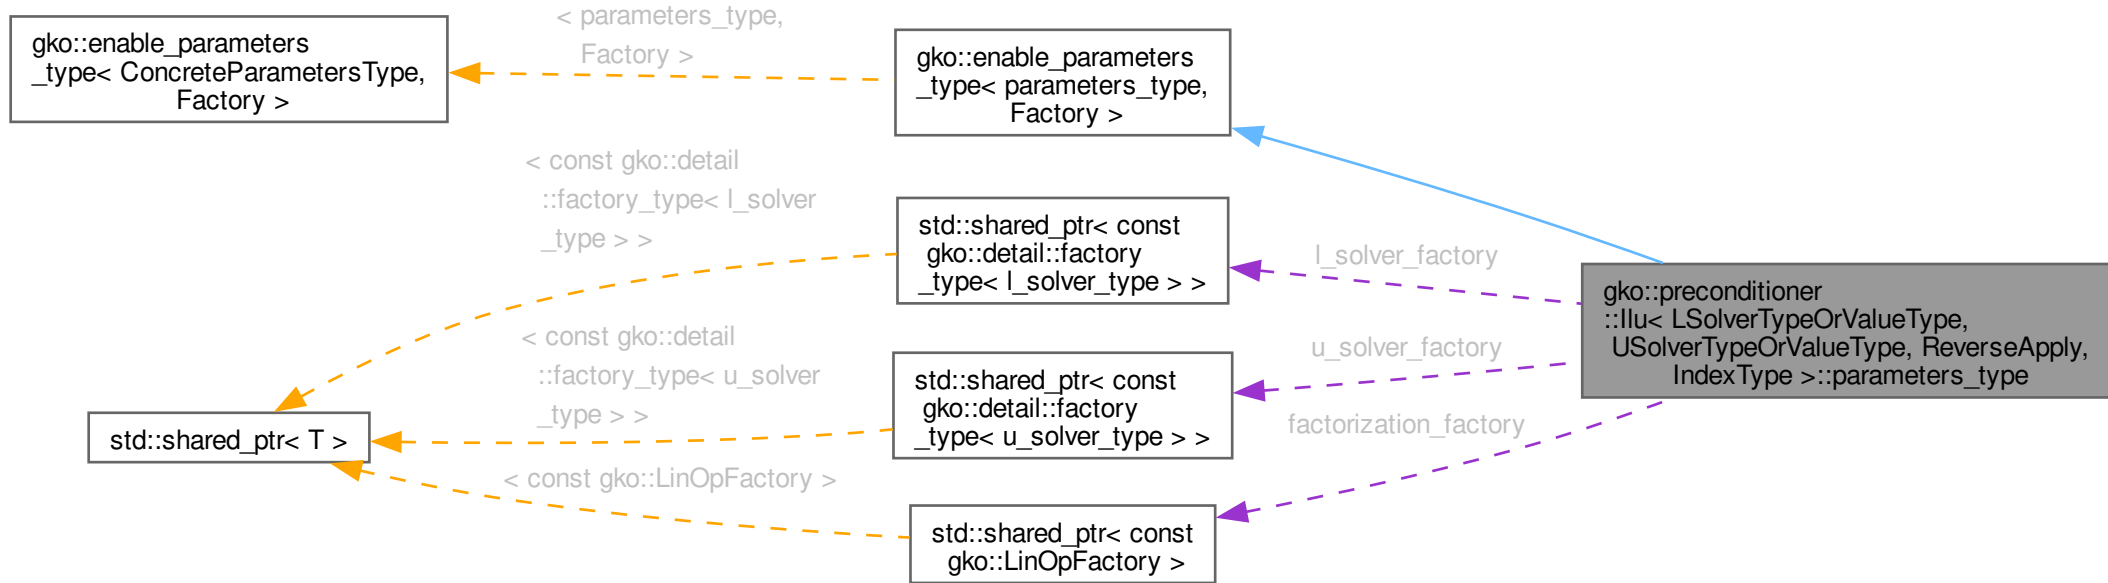 gko::enable_parameters
_type< ConcreteParametersType,
Factory >
< parameters_type,
Factory >
gko::enable_parameters
_type< parameters_type,
Factory >
< const gko::detail
::factory_type< l_solver
_type > >
std::shared_ptr< const
gko::detail::factory
_type< l_solver_type > >
l_solver_factory
gko::preconditioner
::Ilu< LSolverTypeOrValueType,
USolverTypeOrValueType, ReverseApply,
IndexType >::parameters_type
< const gko::detail
::factory_type< u_solver
_type > >
std::shared_ptr< const
gko::detail::factory
_type< u_solver_type > >
u_solver_factory
factorization_factory
std::shared_ptr< T >
< const gko::LinOpFactory >
std::shared_ptr< const
gko::LinOpFactory >